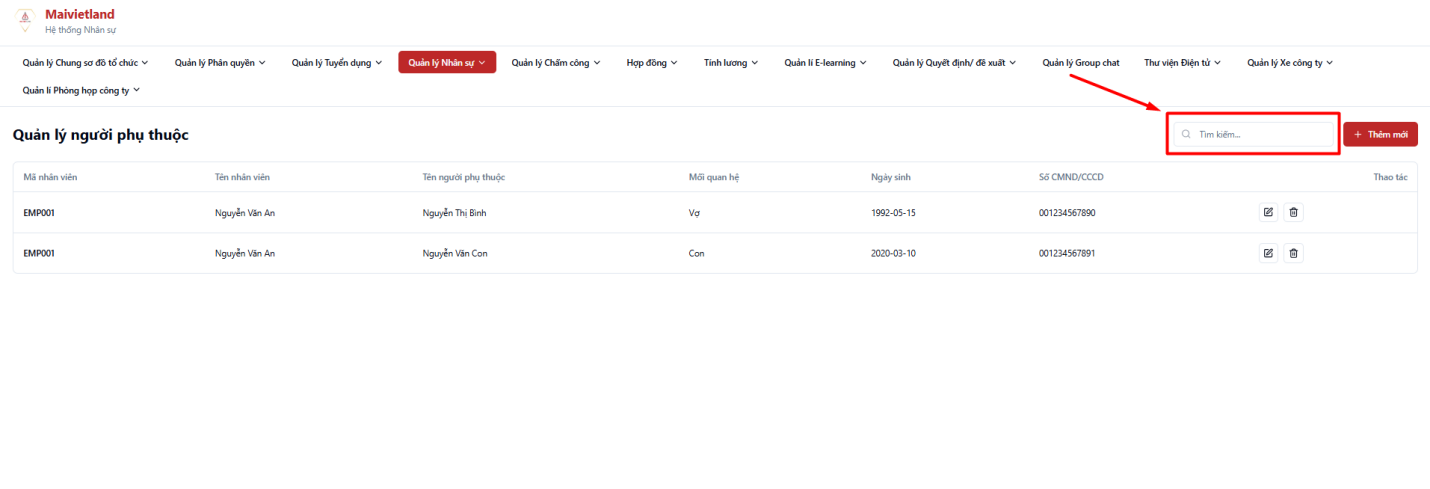 Maivietland
Hệ thống Nhân sự
Quản lý Chung sơ đồ tổ chức Quản lý Phân quyền Quản lý Tuyển dụng Quản lý Nhân sự Quản lý Chấm công Hợp đồng Tính lương Quản lí E-learning Quản lý Quyết định/ đề xuất Quản lý Group chat Thư viện Điện tử Quản lý Xe công ty
Quản lí Phòng họp công ty
Quản lý người phụ thuộc Tìm kiếm... + Thêm mới
Mã nhân viên Tên nhân viên Tên người phụ thuộc Mối quan hệ Ngày sinh Số CMND/CCCD Thao tác
EMP001 Nguyễn Văn An Nguyễn Thị Bình Vợ 1992-05-15 001234567890
EMP001 Nguyễn Văn An Nguyễn Văn Con Con 2020-03-10 001234567891